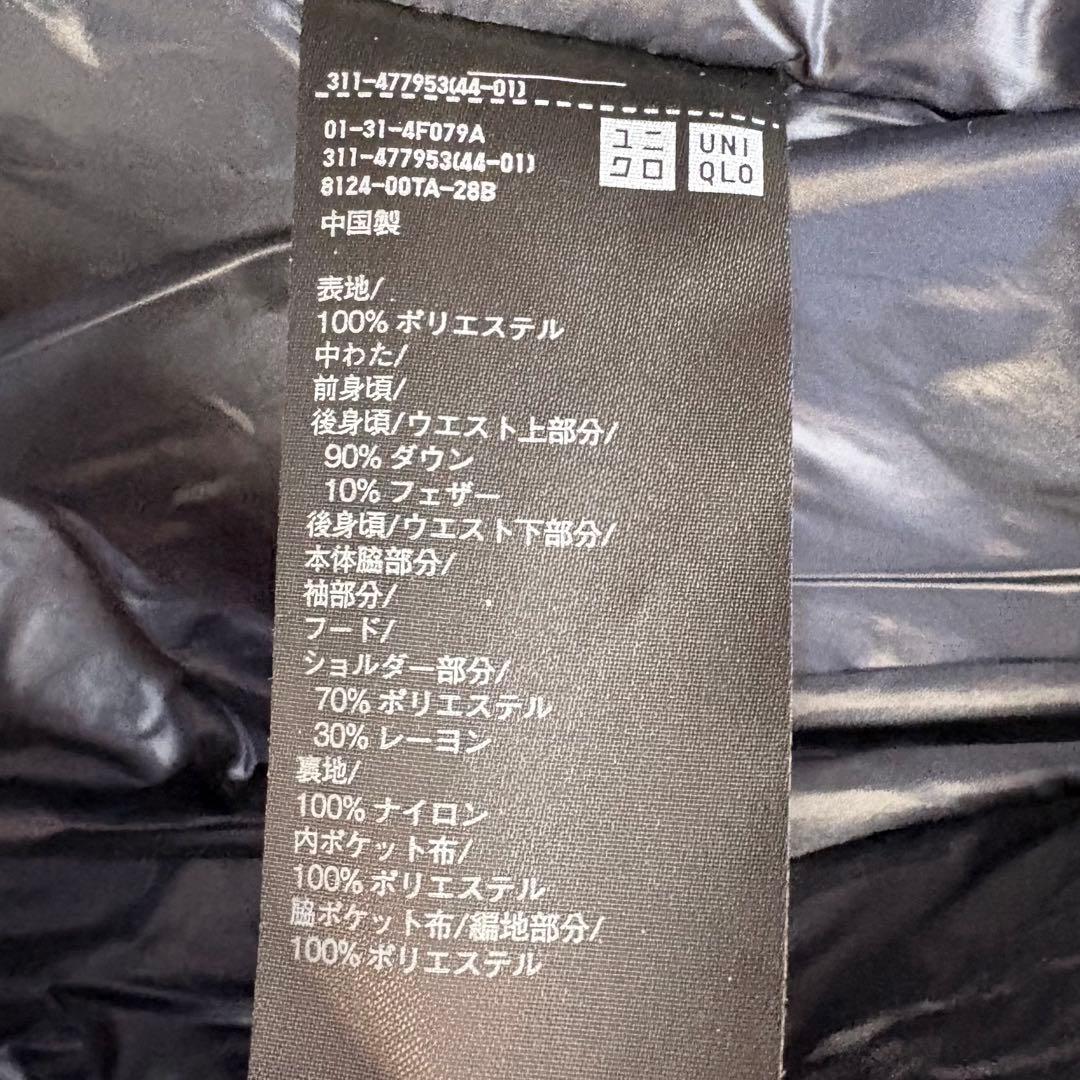 311-477953(44-01)
01-31-4F079A
311-477953(44-01)
8124-00TA-28B
ユニ
クロ
UNI
QLO
中国製
表地/
100% ポリエステル
中わた/
前身頃/
後身頃/ウエスト上部分/
90% ダウン
10% フェザー
後身頃/ウエスト下部分/
本体脇部分/
袖部分/
フード/
ショルダー部分/
70% ポリエステル
30% レーヨン
裏地/
100% ナイロン
内ポケット布/
100% ポリエステル
脇ポケット布/編地部分/
100% ポリエステル